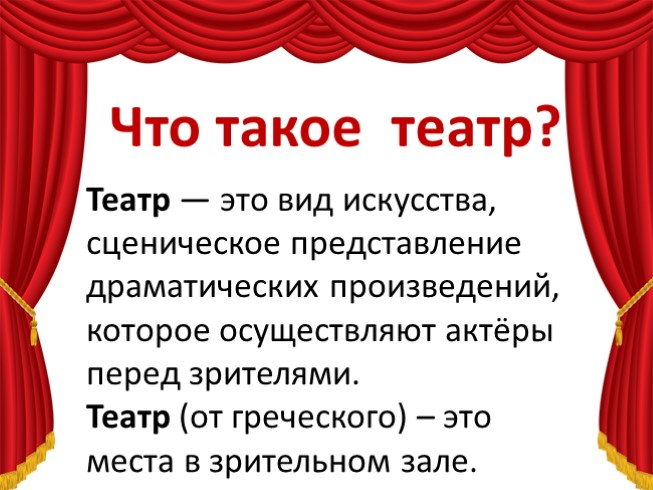 Что такое театр?
Театр — это вид искусства,
сценическое представление
драматических произведений,
которое осуществляют актёры
перед зрителями.
Театр (от греческого) – это
места в зрительном зале.